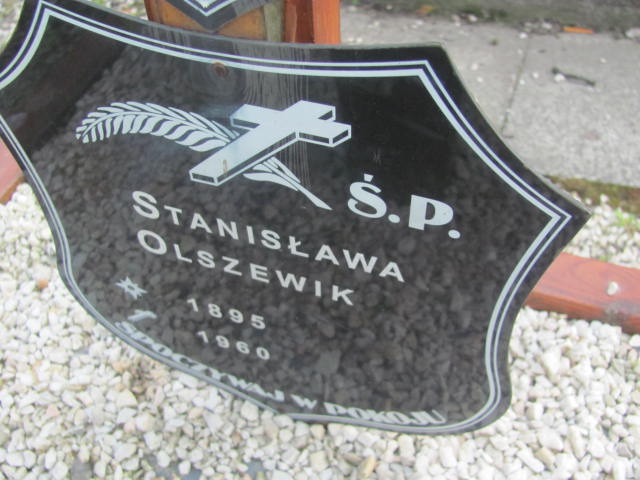 Ś.P.
STANISŁAWA
OLSZEWIK
1895
1960
SPOCZYWAJ W POKOJU